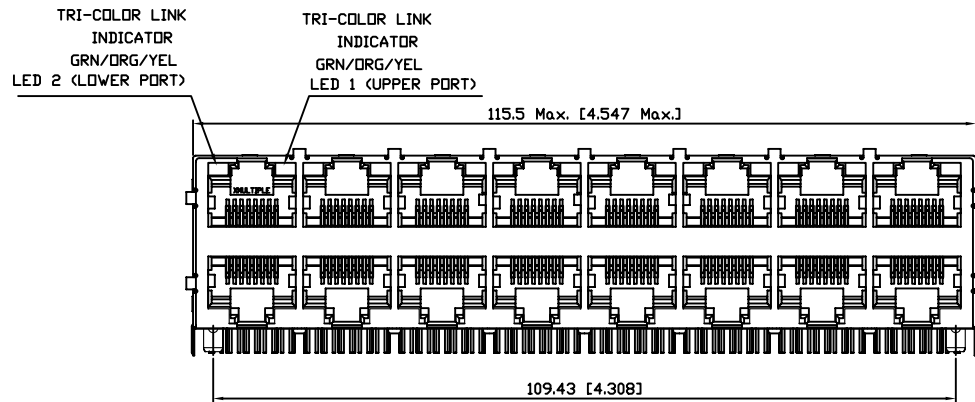 TRI-COLOR LINK
INDICATOR
GRN/ORG/YEL
LED 2 (LOWER PORT)
TRI-COLOR LINK
INDICATOR
GRN/ORG/YEL
LED 1 (UPPER PORT)
115.5 Max. [4.547 Max.]
XMULTIPLE
109.43 [4.308]